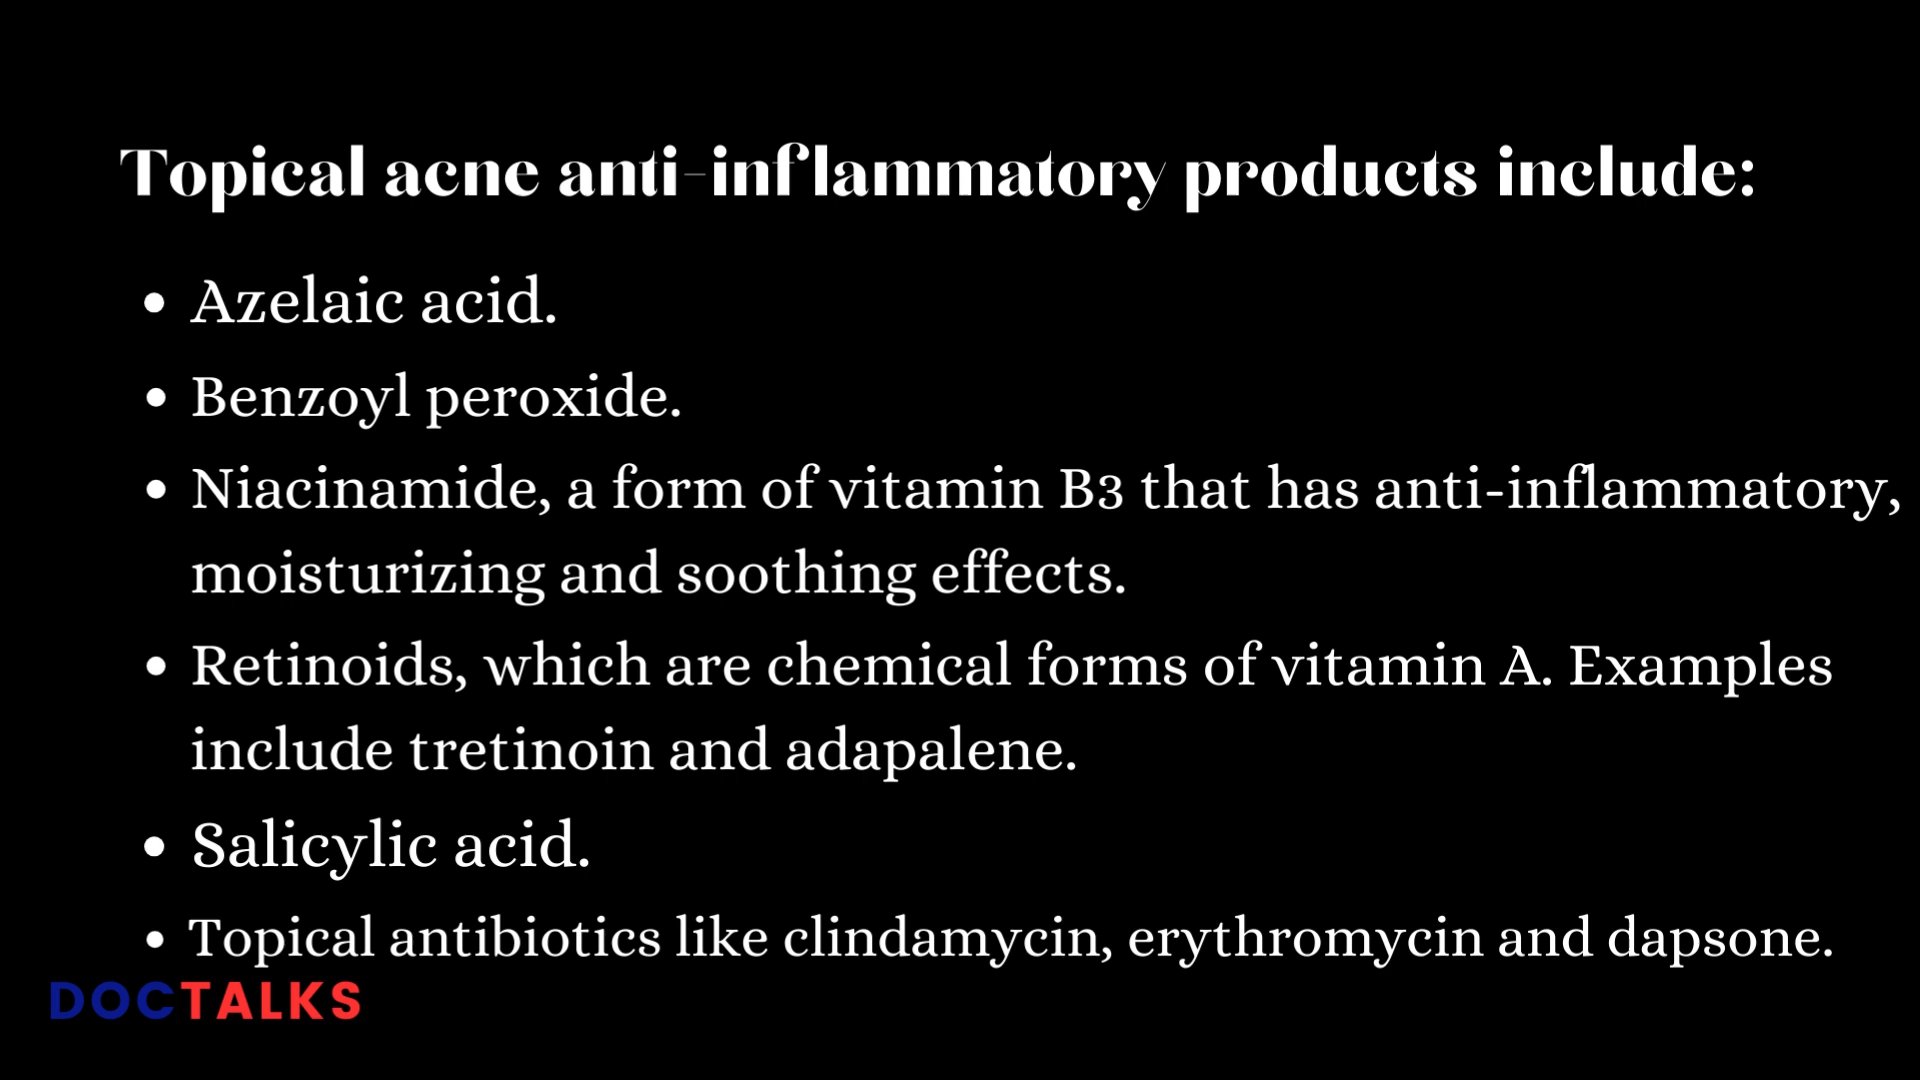 Topical acne anti-inflammatory products include:
• Azelaic acid.
• Benzoyl peroxide.
• Niacinamide, a form of vitamin B3 that has anti-inflammatory,
moisturizing and soothing effects.
• Retinoids, which are chemical forms of vitamin A. Examples
include tretinoin and adapalene.
• Salicylic acid.
• Topical antibiotics like clindamycin, erythromycin and dapsone.
DOCTALKS